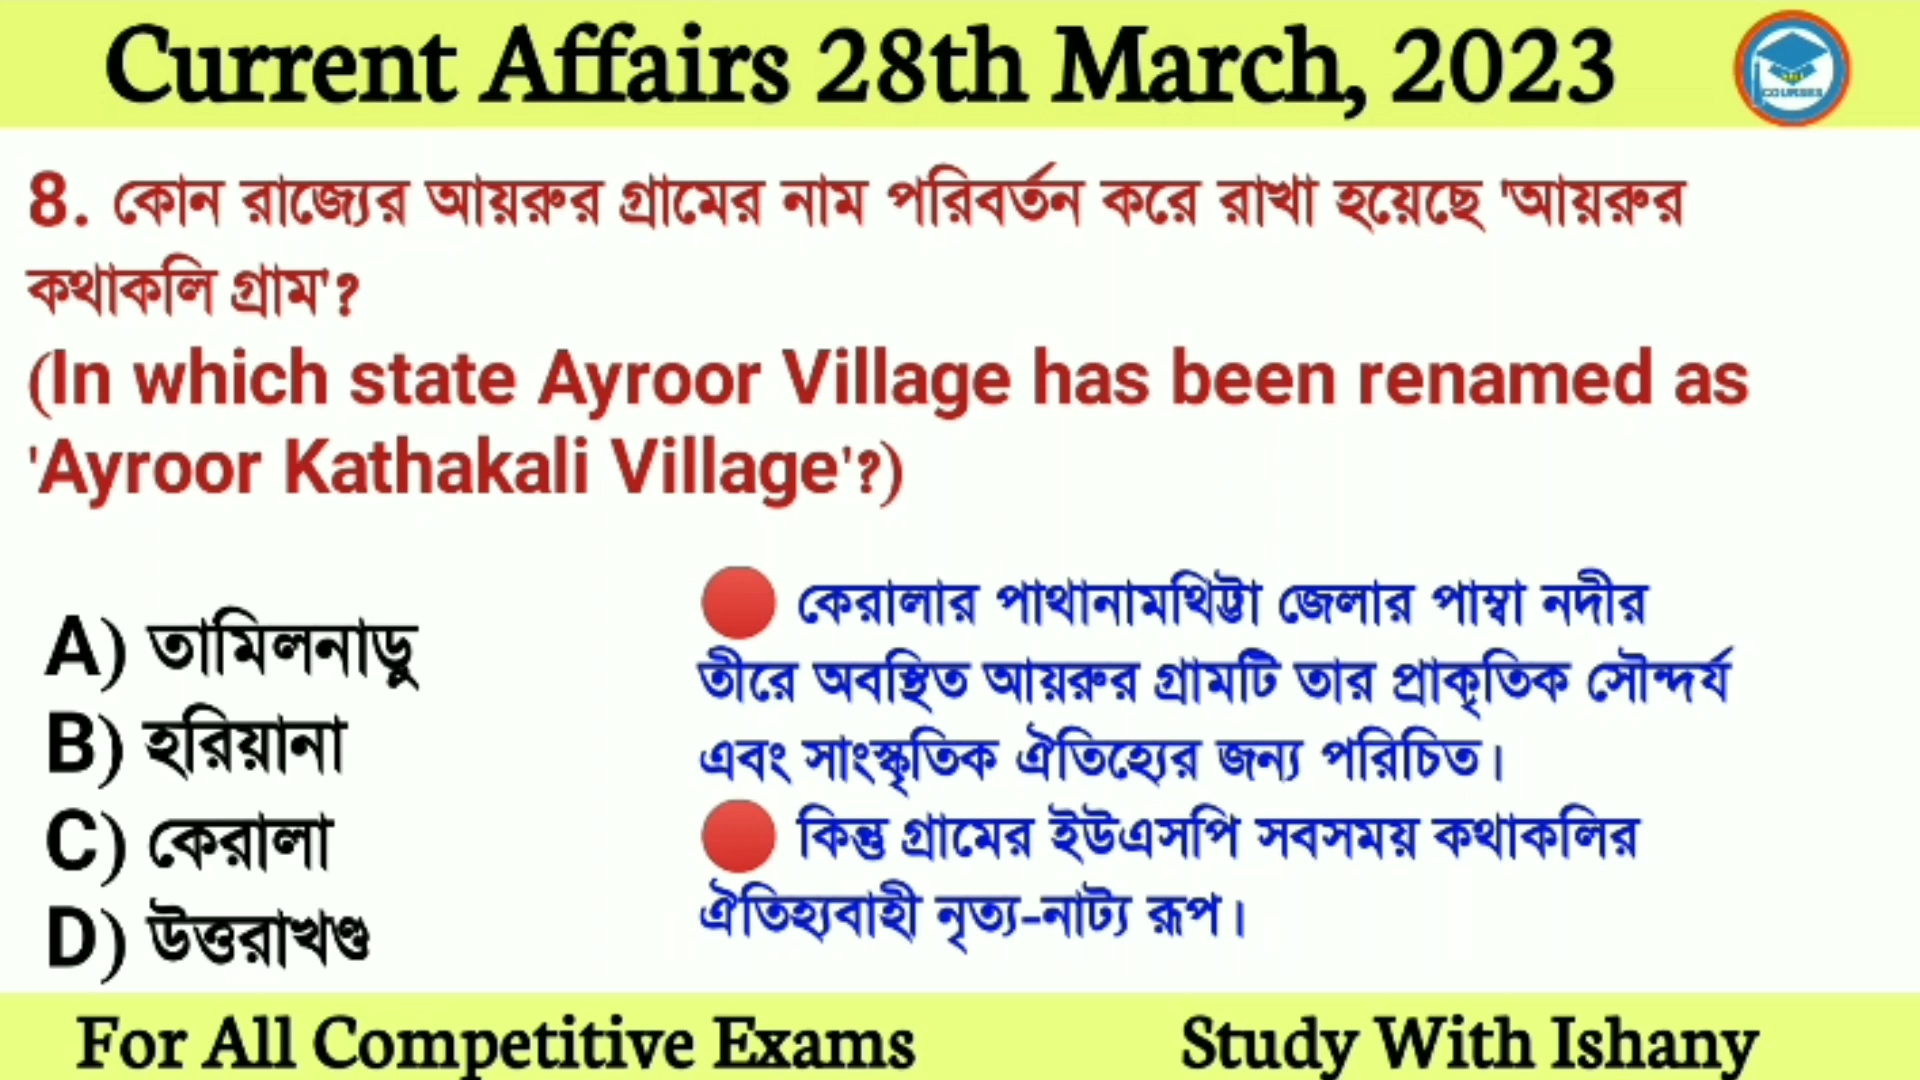 Current Affairs 28th March, 2023
COURSES
8. কোন রাজ্যের আয়রুর গ্রামের নাম পরিবর্তন করে রাখা হয়েছে 'আয়রুর
কথাকলি গ্রাম'?
(In which state Ayroor Village has been renamed as
'Ayroor Kathakali Village'?)
A) তামিলনাড়ু
B) হরিয়ানা
C) কেরালা
D) উত্তরাখণ্ড
কেরালার পাথানামথিট্টা জেলার পাম্বা নদীর
তীরে অবস্থিত আয়রুর গ্রামটি তার প্রাকৃতিক সৌন্দর্য
এবং সাংস্কৃতিক ঐতিহ্যের জন্য পরিচিত।
কিন্তু গ্রামের ইউএসপি সবসময় কথাকলির
ঐতিহ্যবাহী নৃত্য-নাট্য রূপ।
For All Competitive Exams
Study With Ishany